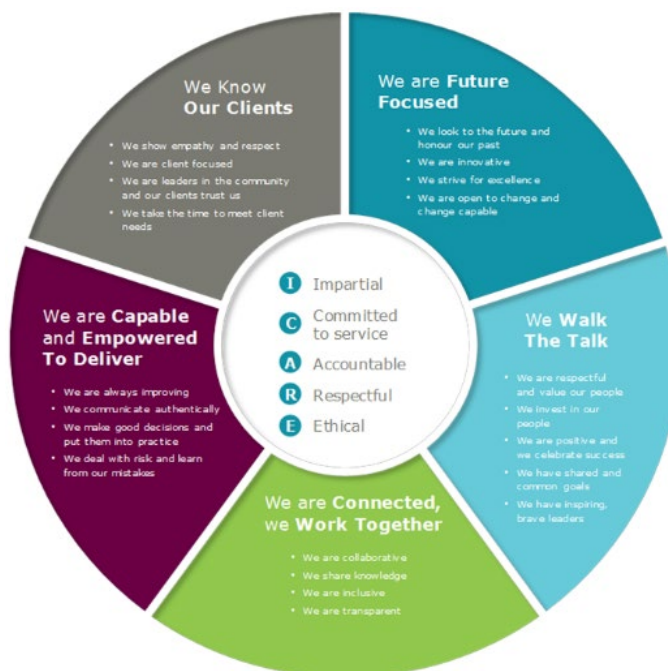 We Know
Our Clients
• We show empathy and respect
• We are client focused
• We are leaders in the community
and our clients trust us
• We take the time to meet client
needs
We are Future
Focused
• We look to the future and
honour our past
• We are innovative
• We strive for excellence
• We are open to change and
change capable
We Walk
The Talk
• We are respectful
and value our people
• We invest in our
people
• We are positive and
we celebrate success
• We have shared and
common goals
• We have inspiring,
brave leaders
We are Connected,
we Work Together
• We are collaborative
• We share knowledge
• We are inclusive
• We are transparent
We are Capable
and Empowered
To Deliver
• We are always improving
• We communicate authentically
• We make good decisions and
put them into practice
• We deal with risk and learn
from our mistakes
I Impartial
C Committed
to service
A Accountable
R Respectful
E Ethical